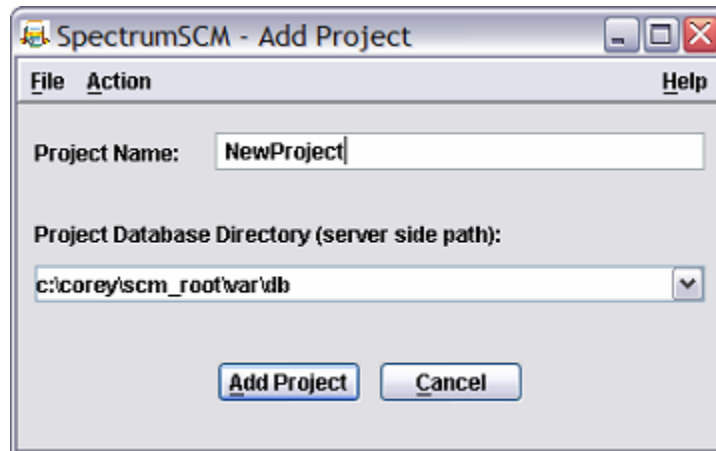 SpectrumSCM - Add Project
File Action Help
Project Name: NewProject
Project Database Directory (server side path):
c:\corey\scm_root\var\db
Add Project Cancel